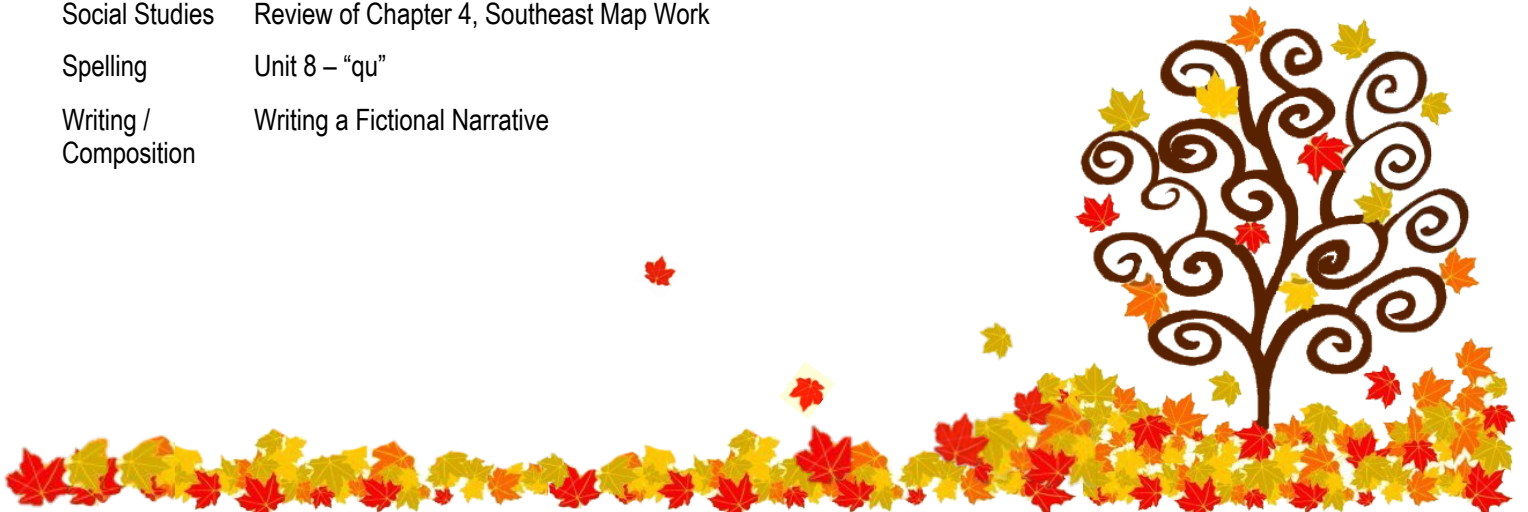 Social Studies Review of Chapter 4, Southeast Map Work
Spelling Unit 8 – “qu”
Writing / Writing a Fictional Narrative
Composition